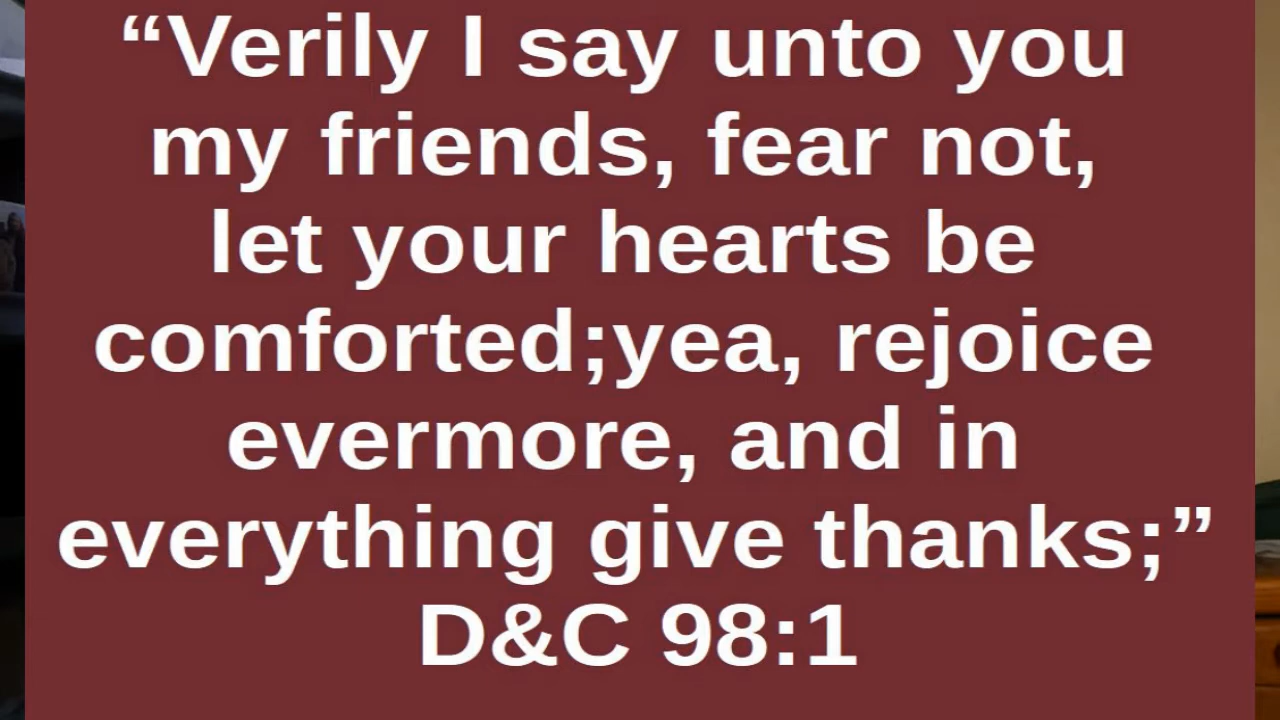 “Verily I say unto you
my friends, fear not,
let your hearts be
comforted;yea, rejoice
evermore, and in
everything give thanks;”
D&C 98:1